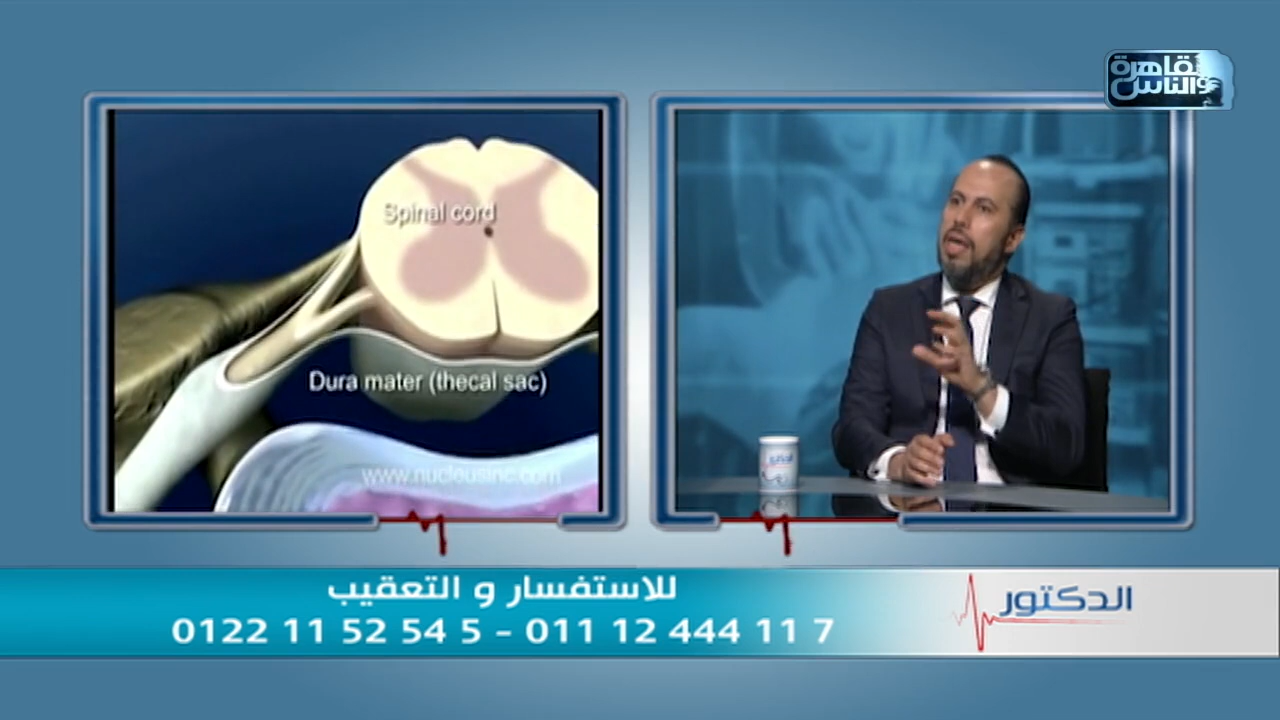 القاهرة
والناس
Spinal cord
Dura mater (thecal sac)
www.nucleusinc.com
للاستفسار و التعقيب
0122 11 52 54 5 - 011 12 444 11 7
الدكتور